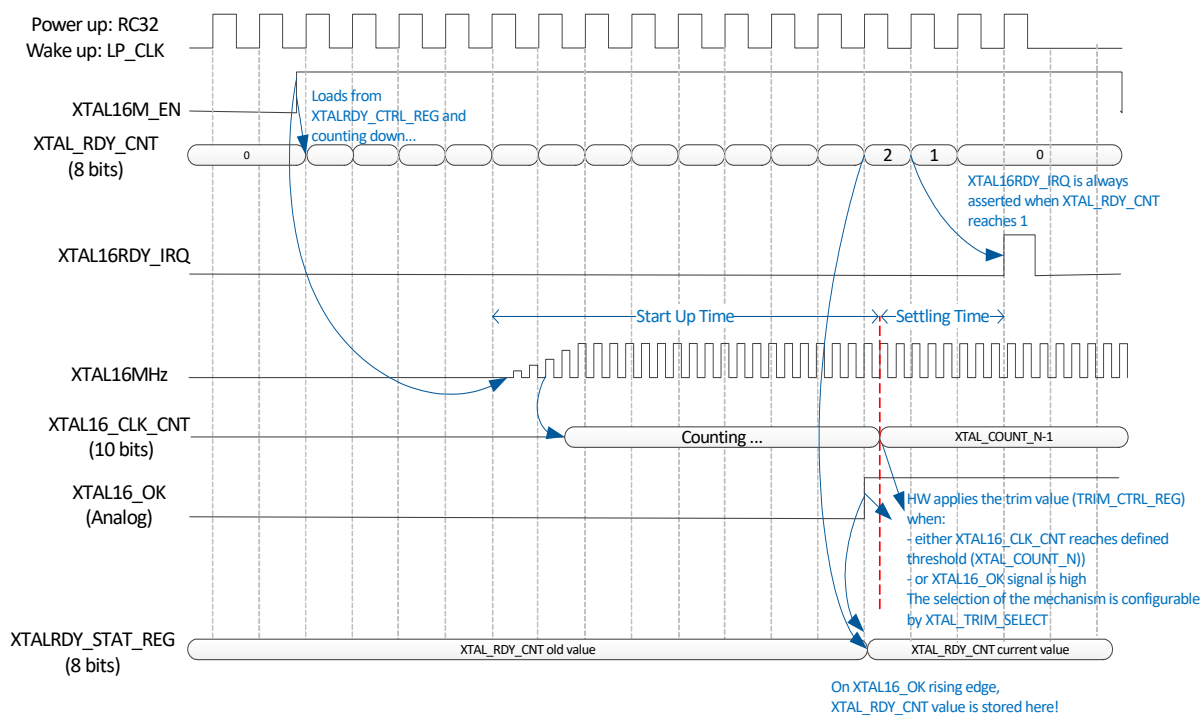 Power up: RC32
Wake up: LP_CLK
XTAL16M_EN
Loads from
XTALRDY_CTRL_REG and
counting down...
XTAL_RDY_CNT
(8 bits)
0
2
1
0
XTAL16RDY_IRQ is always
asserted when XTAL_RDY_CNT
reaches 1
XTAL16RDY_IRQ
Start Up Time
Settling Time
XTAL16MHz
XTAL16_CLK_CNT
(10 bits)
Counting ...
XTAL_COUNT_N-1
XTAL16_OK
(Analog)
HW applies the trim value (TRIM_CTRL_REG)
when:
- either XTAL16_CLK_CNT reaches defined
threshold (XTAL_COUNT_N))
- or XTAL16_OK signal is high
The selection of the mechanism is configurable
by XTAL_TRIM_SELECT
XTALRDY_STAT_REG
(8 bits)
XTAL_RDY_CNT old value
XTAL_RDY_CNT current value
On XTAL16_OK rising edge,
XTAL_RDY_CNT value is stored here!